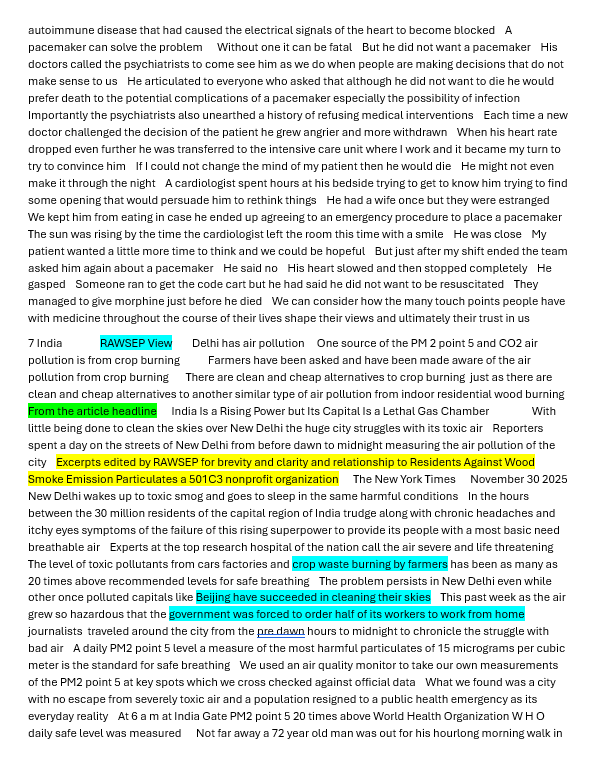 autoimmune disease that had caused the electrical signals of the heart to become blocked    A
pacemaker can solve the problem    Without one it can be fatal    But he did not want a pacemaker    His
doctors called the psychiatrists to come see him as we do when people are making decisions that do not
make sense to us    He articulated to everyone who asked that although he did not want to die he would
prefer death to the potential complications of a pacemaker especially the possibility of infection
Importantly the psychiatrists also unearthed a history of refusing medical interventions    Each time a new
doctor challenged the decision of the patient he grew angrier and more withdrawn    When his heart rate
dropped even further he was transferred to the intensive care unit where I work and it became my turn to
try to convince him    If I could not change the mind of my patient then he would die    He might not even
make it through the night    A cardiologist spent hours at his bedside trying to get to know him trying to find
some opening that would persuade him to rethink things    He had a wife once but they were estranged
We kept him from eating in case he ended up agreeing to an emergency procedure to place a pacemaker
The sun was rising by the time the cardiologist left the room this time with a smile    He was close    My
patient wanted a little more time to think and we could be hopeful    But just after my shift ended the team
asked him again about a pacemaker    He said no    His heart slowed and then stopped completely    He
gasped    Someone ran to get the code cart but he had said he did not want to be resuscitated    They
managed to give morphine just before he died    We can consider how the many touch points people have
with medicine throughout the course of their lives shape their views and ultimately their trust in us
7 India    RAWSEP View    Delhi has air pollution    One source of the PM 2 point 5 and CO2 air
pollution is from crop burning    Farmers have been asked and have been made aware of the air
pollution from crop burning    There are clean and cheap alternatives to crop burning  just as there are
clean and cheap alternatives to another similar type of air pollution from indoor residential wood burning
From the article headline    India Is a Rising Power but Its Capital Is a Lethal Gas Chamber    With
little being done to clean the skies over New Delhi the huge city struggles with its toxic air    Reporters
spent a day on the streets of New Delhi from before dawn to midnight measuring the air pollution of the
city    Excerpts edited by RAWSEP for brevity and clarity and relationship to Residents Against Wood
Smoke Emission Particulates a 501C3 nonprofit organization    The New York Times    November 30 2025
New Delhi wakes up to toxic smog and goes to sleep in the same harmful conditions    In the hours
between the 30 million residents of the capital region of India trudge along with chronic headaches and
itchy eyes symptoms of the failure of this rising superpower to provide its people with a most basic need
breathable air    Experts at the top research hospital of the nation call the air severe and life threatening
The level of toxic pollutants from cars factories and crop waste burning by farmers has been as many as
20 times above recommended levels for safe breathing    The problem persists in New Delhi even while
other once polluted capitals like Beijing have succeeded in cleaning their skies    This past week as the air
grew so hazardous that the government was forced to order half of its workers to work from home
journalists  traveled around the city from the pre dawn hours to midnight to chronicle the struggle with
bad air    A daily PM2 point 5 level a measure of the most harmful particulates of 15 micrograms per cubic
meter is the standard for safe breathing    We used an air quality monitor to take our own measurements
of the PM2 point 5 at key spots which we cross checked against official data    What we found was a city
with no escape from severely toxic air and a population resigned to a public health emergency as its
everyday reality    At 6 a m at India Gate PM2 point 5 20 times above World Health Organization W H O
daily safe level was measured    Not far away a 72 year old man was out for his hourlong morning walk in